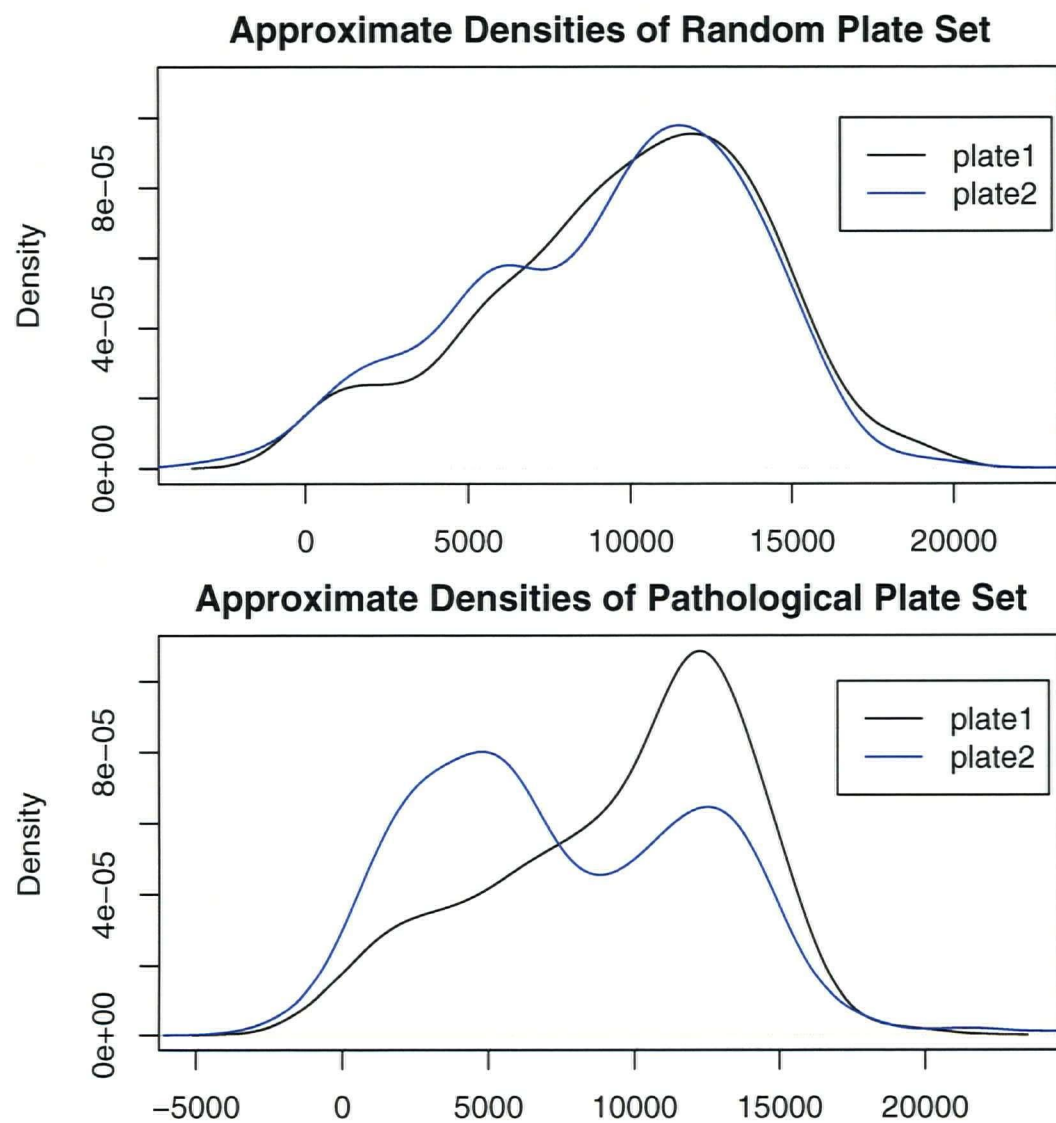 Approximate Densities of Random Plate Set
Density
0e+00
4e−05
8e−05
plate1
plate2
0 5000 10000 15000 20000
Approximate Densities of Pathological Plate Set
Density
0e+00
4e−05
8e−05
plate1
plate2
−5000 0 5000 10000 15000 20000